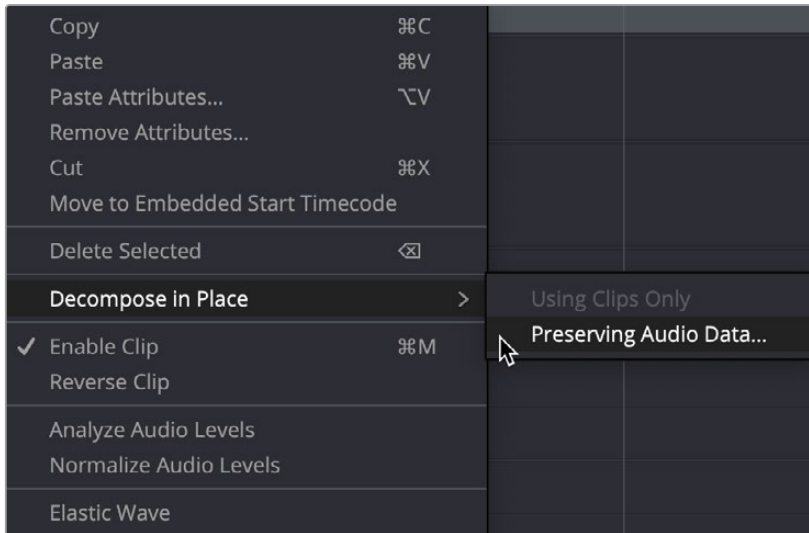 Copy ⌘C
Paste ⌘V
Paste Attributes... ⌥V
Remove Attributes...
Cut ⌘X
Move to Embedded Start Timecode
Delete Selected ⌫
Decompose in Place >
Using Clips Only
Preserving Audio Data...
✓ Enable Clip ⌘M
Reverse Clip
Analyze Audio Levels
Normalize Audio Levels
Elastic Wave